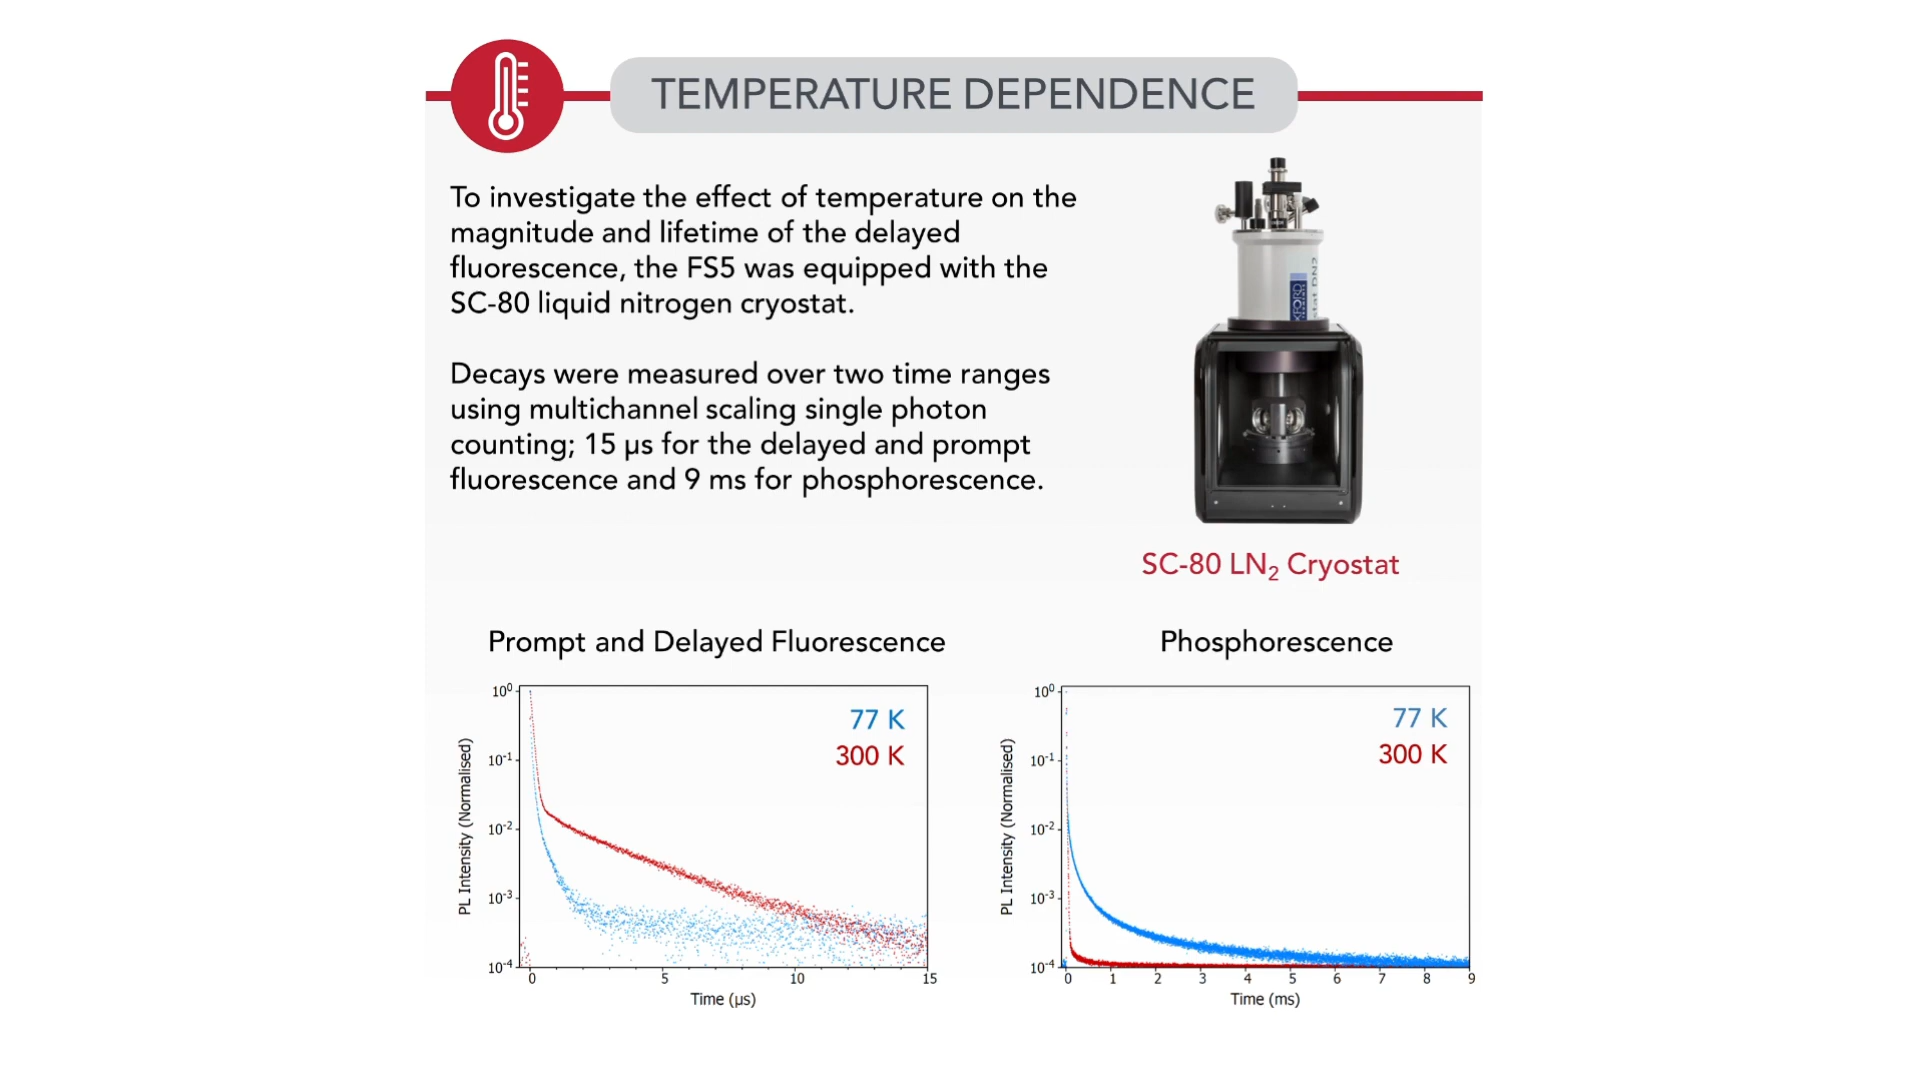 TEMPERATURE DEPENDENCE
To investigate the effect of temperature on the
magnitude and lifetime of the delayed
fluorescence, the FS5 was equipped with the
SC-80 liquid nitrogen cryostat.
Decays were measured over two time ranges
using multichannel scaling single photon
counting; 15 µs for the delayed and prompt
fluorescence and 9 ms for phosphorescence.
SC-80 LN₂ Cryostat
Prompt and Delayed Fluorescence
PL Intensity (Normalised)
10⁰
10⁻¹
10⁻²
10⁻³
10⁻⁴
77 K
300 K
0 5 10 15
Time (µs)
Phosphorescence
PL Intensity (Normalised)
10⁰
10⁻¹
10⁻²
10⁻³
10⁻⁴
77 K
300 K
0 1 2 3 4 5 6 7 8 9
Time (ms)